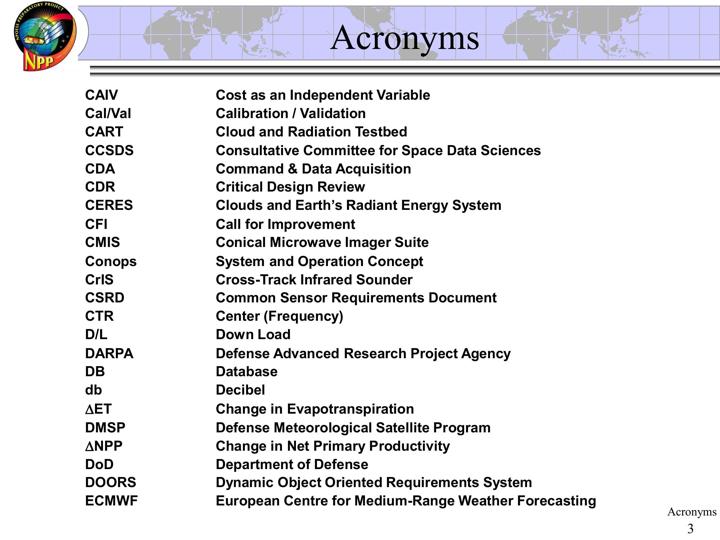 NPOESS PREPARATORY PROJECT
NPP
Acronyms
CAIV Cost as an Independent Variable
Cal/Val Calibration / Validation
CART Cloud and Radiation Testbed
CCSDS Consultative Committee for Space Data Sciences
CDA Command & Data Acquisition
CDR Critical Design Review
CERES Clouds and Earth’s Radiant Energy System
CFI Call for Improvement
CMIS Conical Microwave Imager Suite
Conops System and Operation Concept
CrIS Cross-Track Infrared Sounder
CSRD Common Sensor Requirements Document
CTR Center (Frequency)
D/L Down Load
DARPA Defense Advanced Research Project Agency
DB Database
db Decibel
ΔET Change in Evapotranspiration
DMSP Defense Meteorological Satellite Program
ΔNPP Change in Net Primary Productivity
DoD Department of Defense
DOORS Dynamic Object Oriented Requirements System
ECMWF European Centre for Medium-Range Weather Forecasting
Acronyms
3